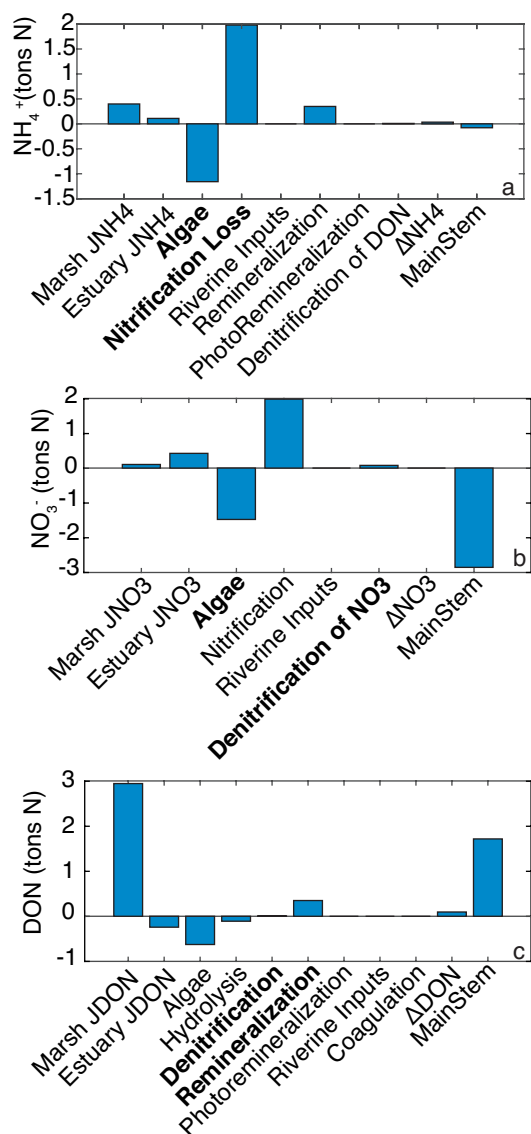 2
1
0.5
0
-0.5
-1
-1.5
NH₄⁺(tons N)
a
Marsh JNH4
Estuary JNH4
Algae
Nitrification Loss
Riverine Inputs
Remineralization
PhotoRemineralization
Denitrification of DON
ΔNH4
MainStem
2
1
0
-1
-2
-3
NO₃⁻ (tons N)
b
Marsh JNO3
Estuary JNO3
Algae
Nitrification
Riverine Inputs
Denitrification of NO3
ΔNO3
MainStem
3
2
1
0
-1
DON (tons N)
c
Marsh JDON
Estuary JDON
Algae
Hydrolysis
Denitrification
Remineralization
Photoremineralization
Riverine Inputs
Coagulation
ΔDON
MainStem